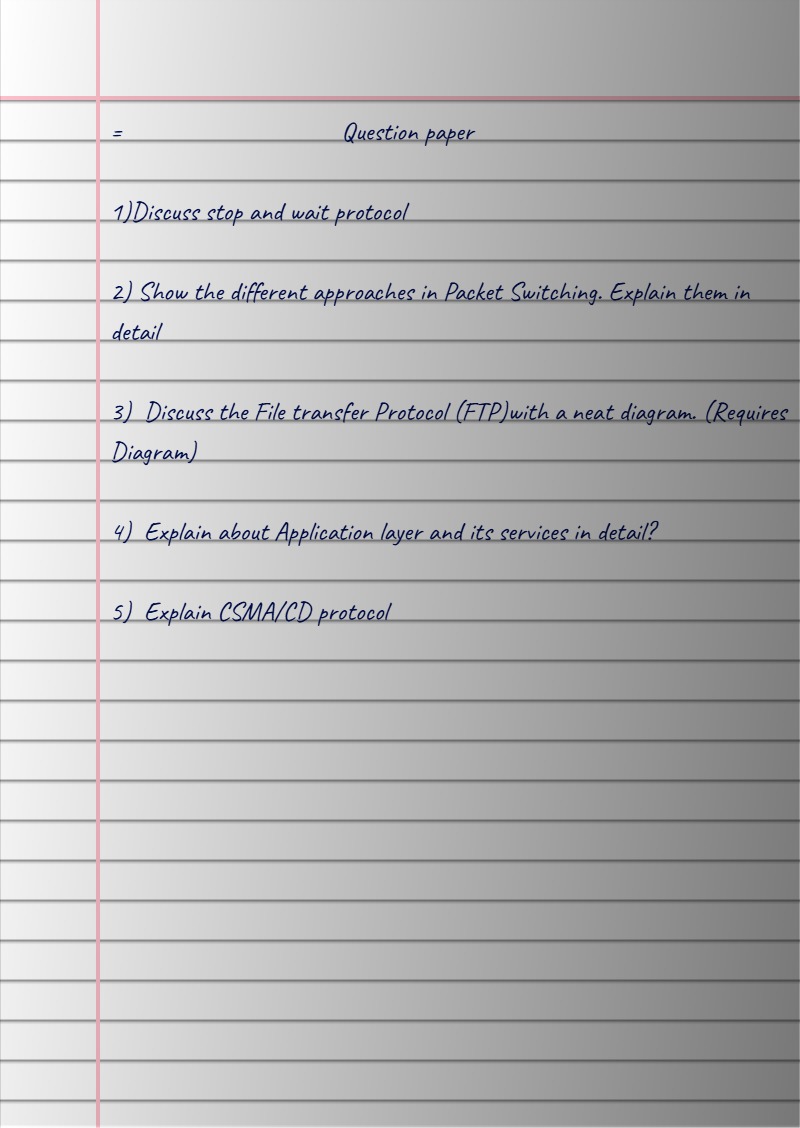 = Question paper
1)Discuss stop and wait protocol
2) Show the different approaches in Packet Switching. Explain them in
detail
3) Discuss the File transfer Protocol (FTP)with a neat diagram. (Requires
Diagram)
4) Explain about Application layer and its services in detail?
5) Explain CSMA/CD protocol